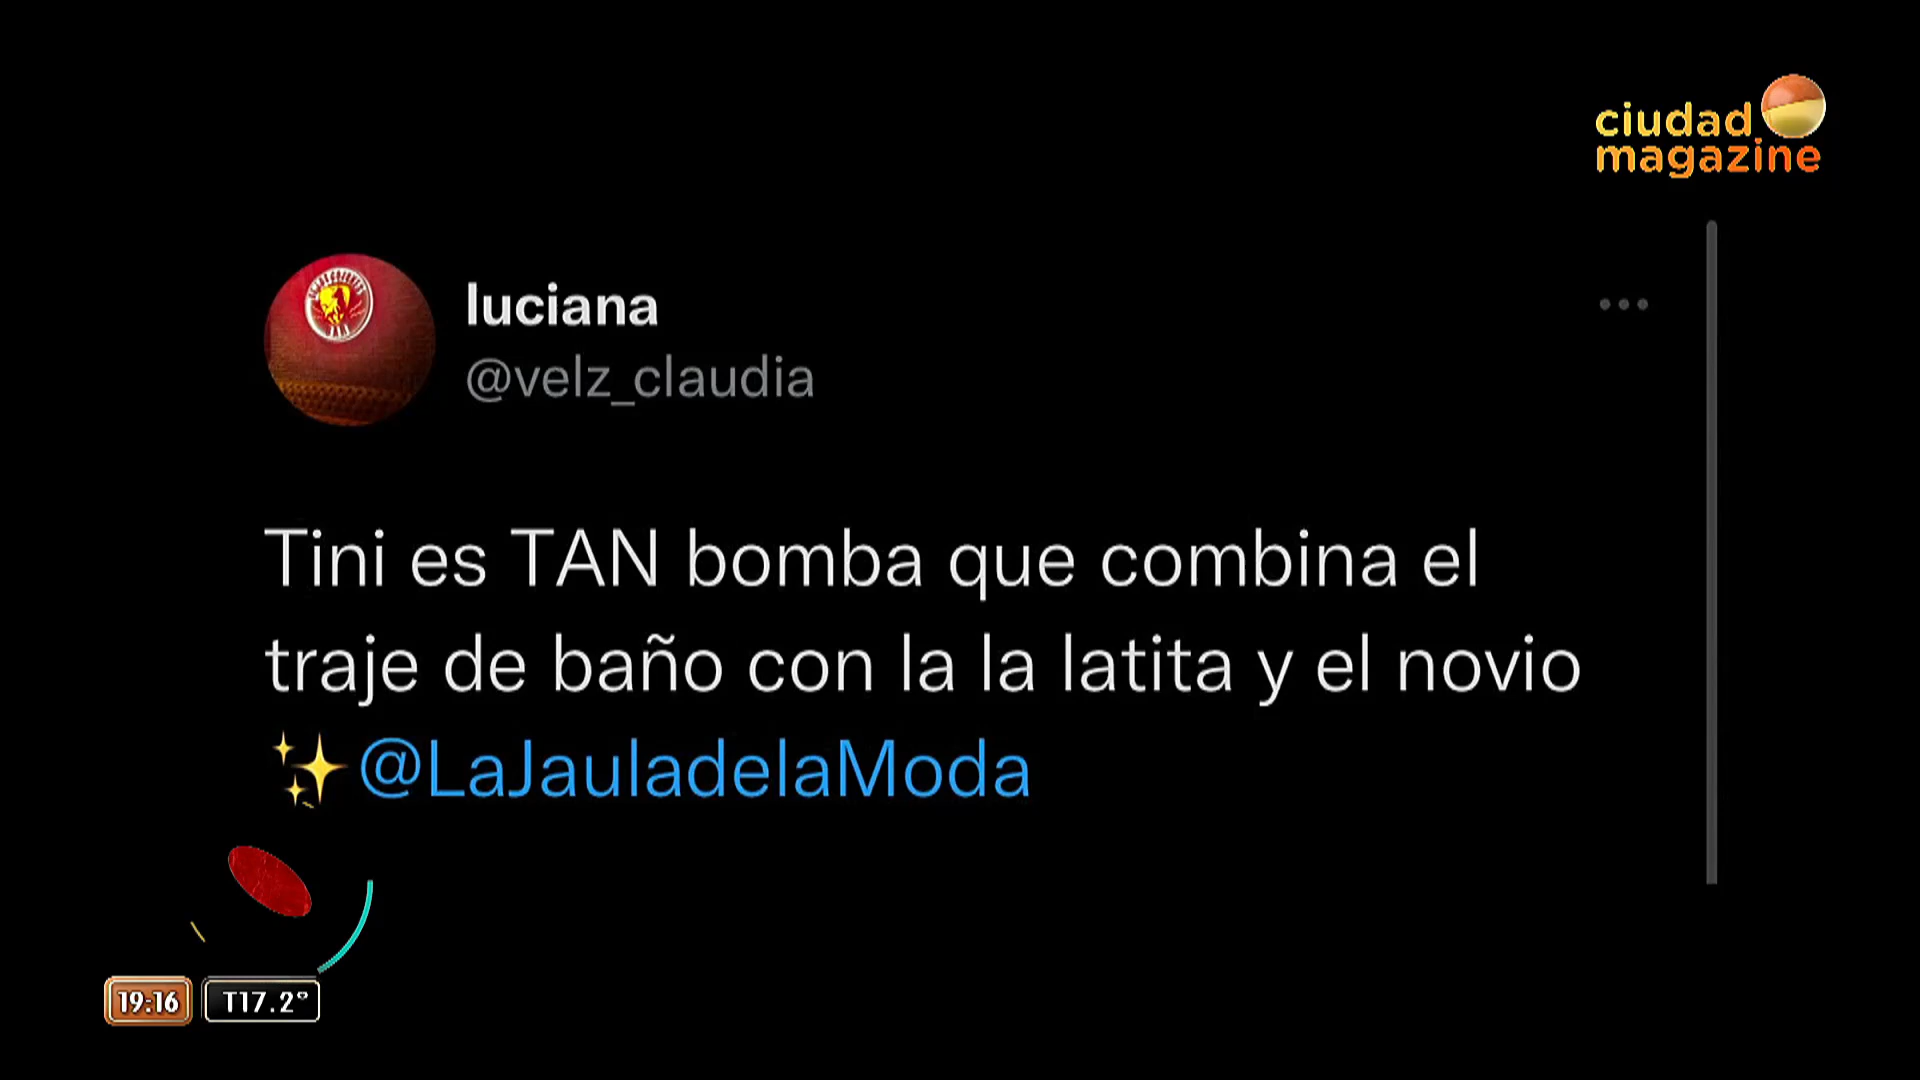 ciudad
magazine
luciana
@velz_claudia
Tini es TAN bomba que combina el
traje de baño con la la latita y el novio
✨@LaJauladelaModa
19:16 T17.2°